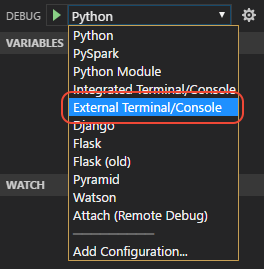 DEBUG Python
VARIABLES
Python
PySpark
Python Module
Integrated Terminal/Console
External Terminal/Console
Django
Flask
Flask (old)
Pyramid
WATCH
Watson
Attach (Remote Debug)
Add Configuration...